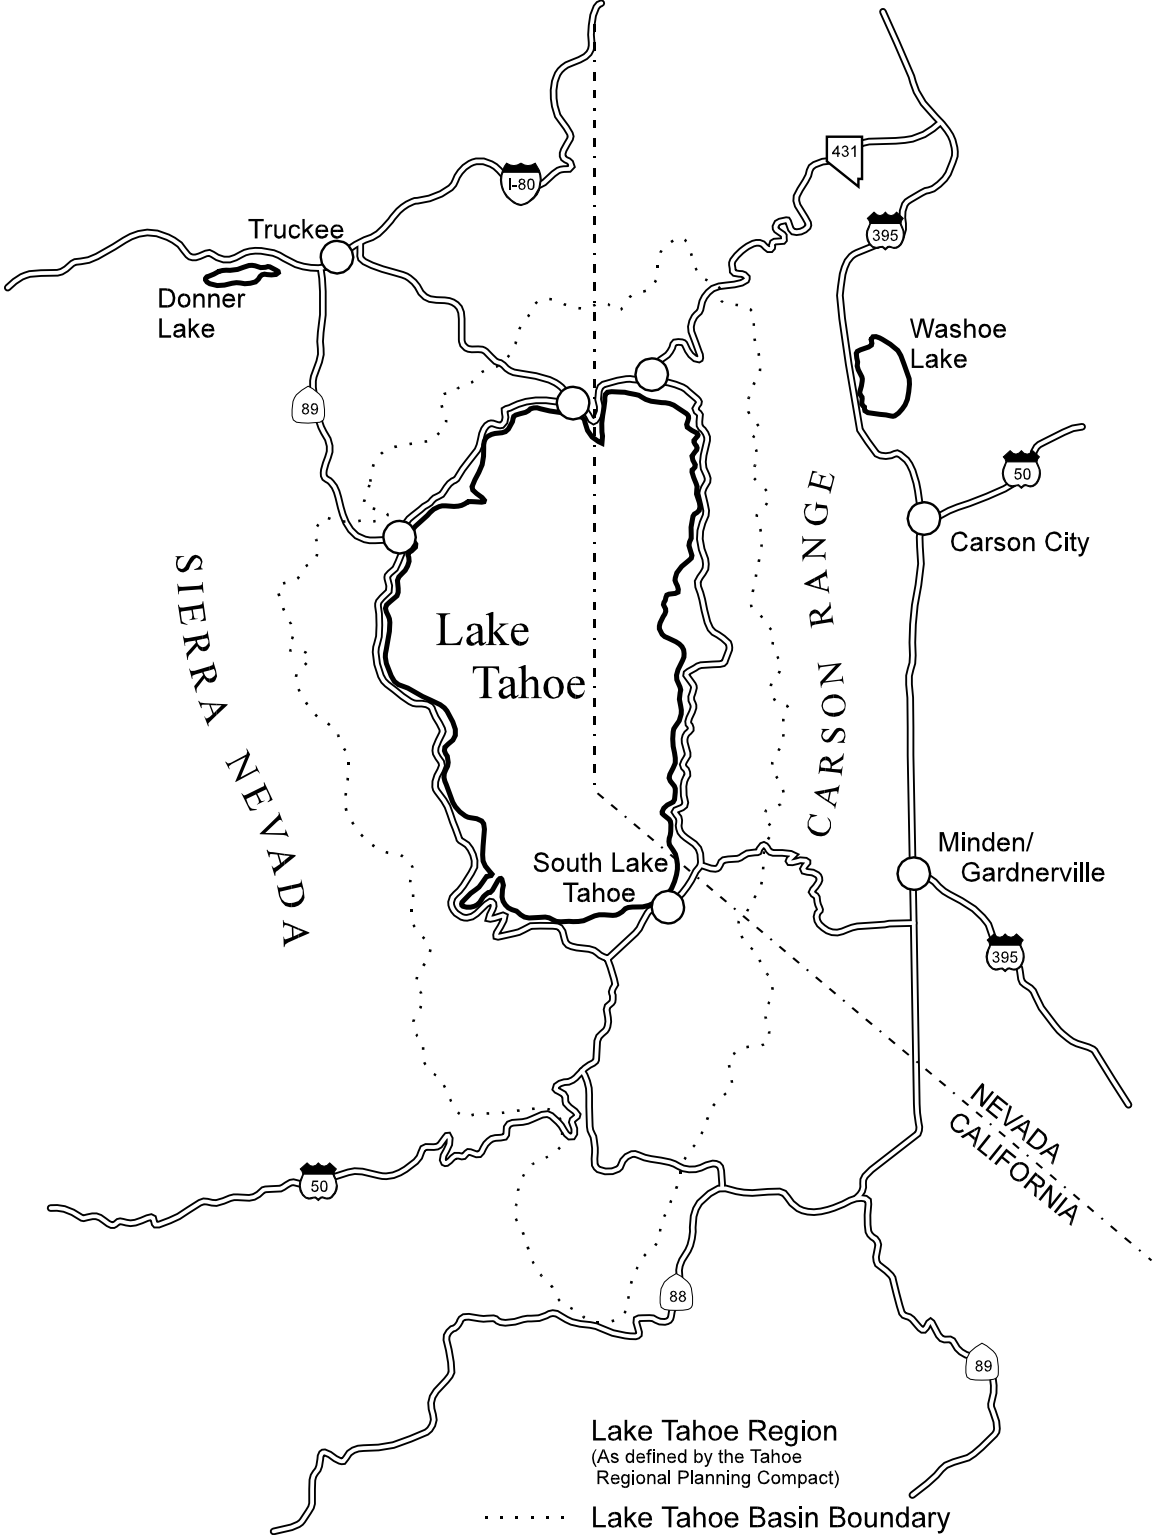 431
I-80
Truckee
395
Donner
Lake
Washoe
Lake
89
50
Carson City
SIERRA NEVADA
CARSON RANGE
Lake
Tahoe
South Lake
Tahoe
Minden/
Gardnerville
395
NEVADA
CALIFORNIA
50
88
89
Lake Tahoe Region
(As defined by the Tahoe
Regional Planning Compact)
Lake Tahoe Basin Boundary